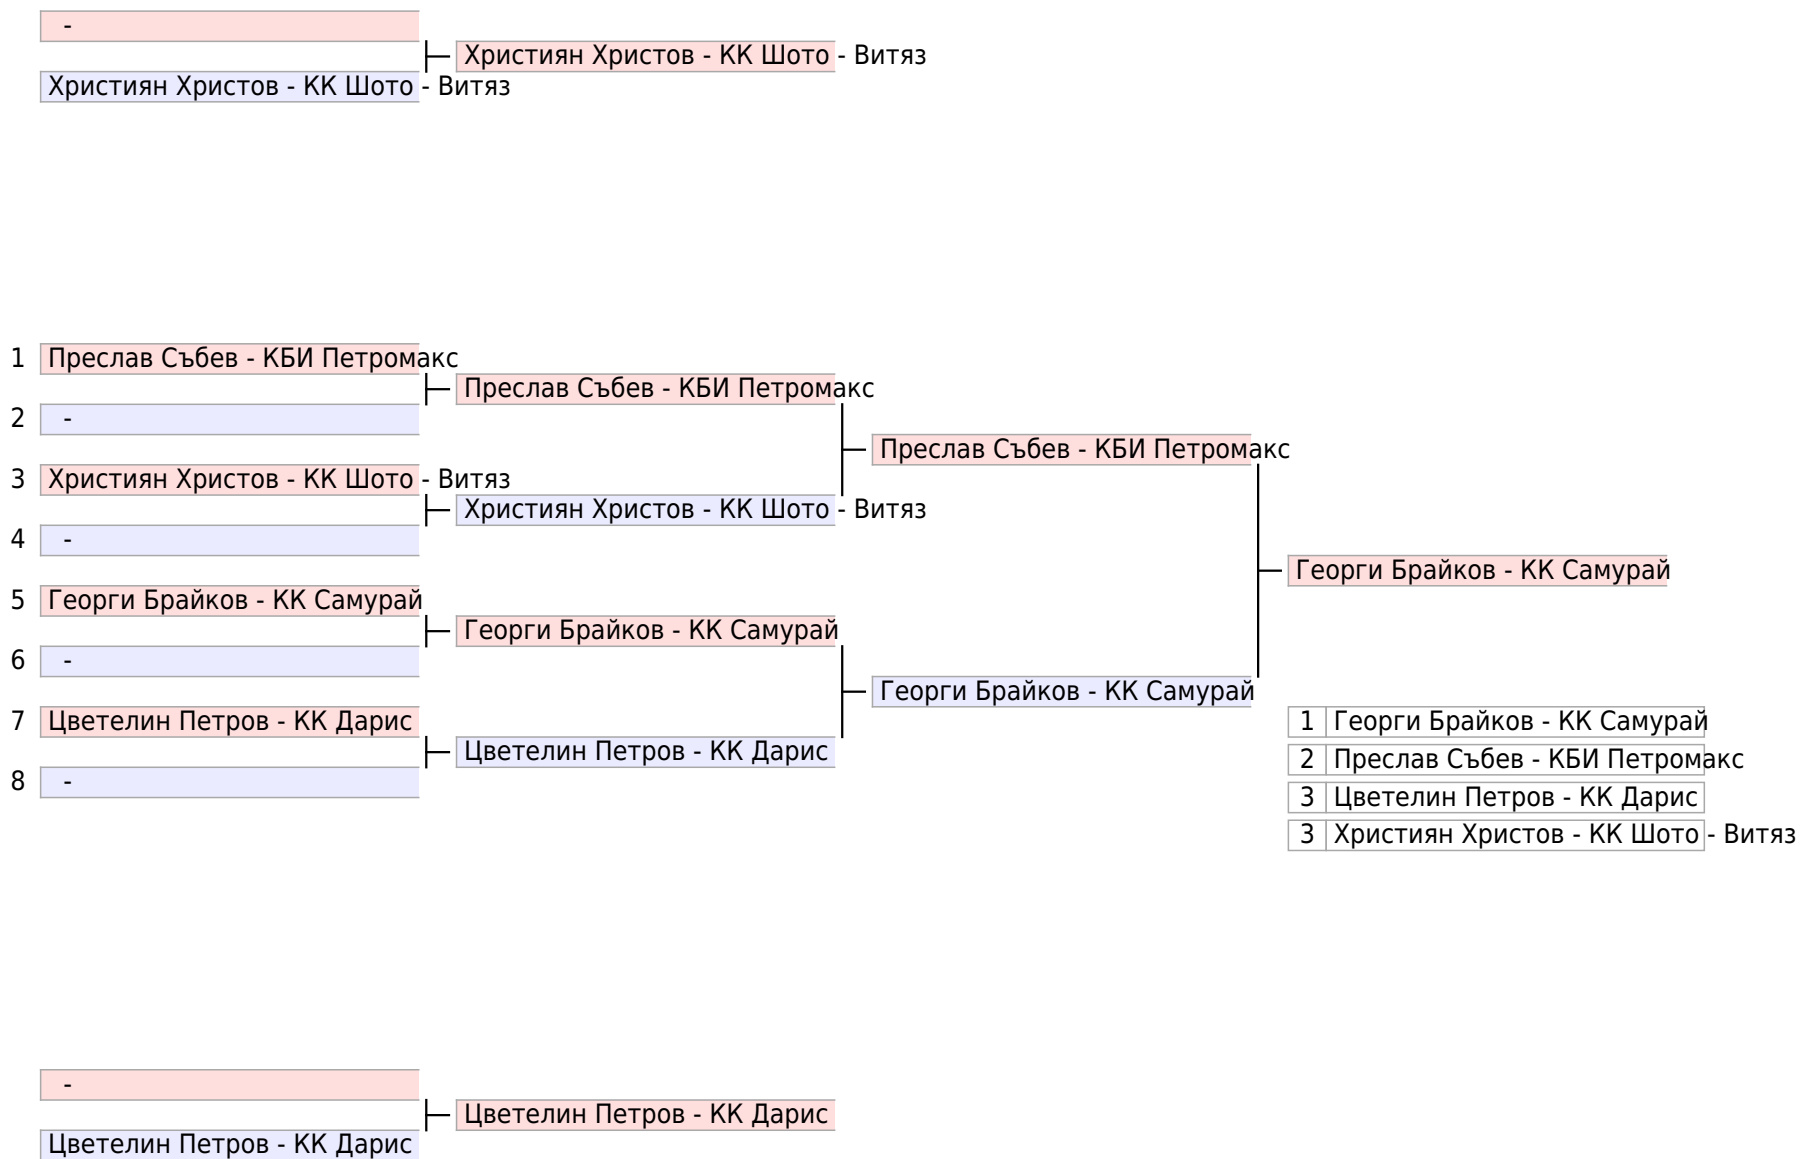 -
Християн Христов - КК Шото - Витяз
Християн Христов - КК Шото - Витяз
1 Преслав Събев - КБИ Петромакс
Преслав Събев - КБИ Петромакс
2 -
Преслав Събев - КБИ Петромакс
3 Християн Христов - КК Шото - Витяз
Християн Христов - КК Шото - Витяз
4 -
Георги Брайков - КК Самурай
5 Георги Брайков - КК Самурай
Георги Брайков - КК Самурай
6 -
Георги Брайков - КК Самурай
7 Цветелин Петров - КК Дарис
Цветелин Петров - КК Дарис
8 -
1 Георги Брайков - КК Самурай
2 Преслав Събев - КБИ Петромакс
3 Цветелин Петров - КК Дарис
3 Християн Христов - КК Шото - Витяз
-
Цветелин Петров - КК Дарис
Цветелин Петров - КК Дарис